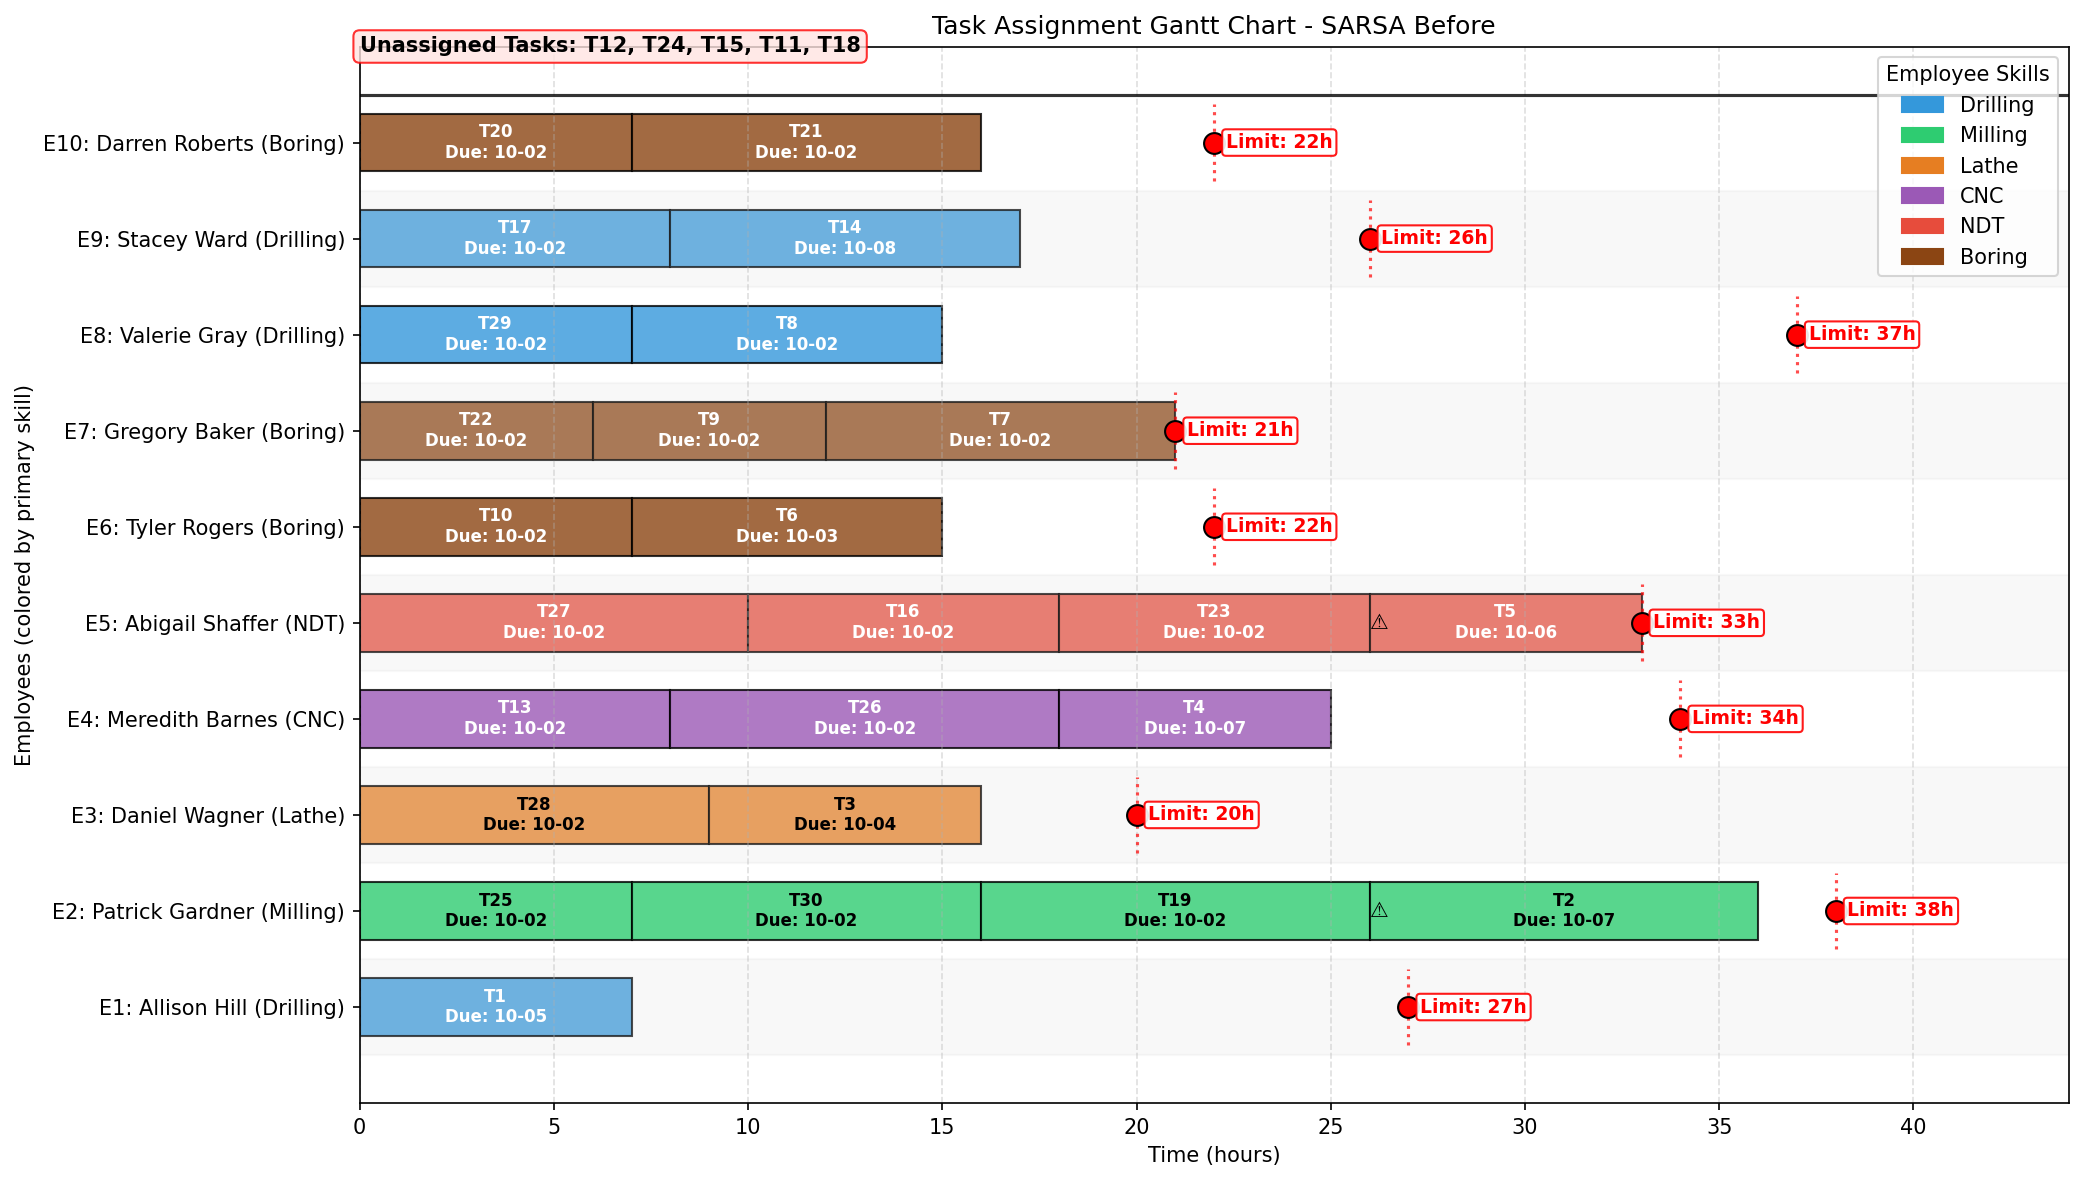 Task Assignment Gantt Chart - SARSA Before
Unassigned Tasks: T12, T24, T15, T11, T18
Employee Skills
Drilling
Milling
Lathe
CNC
NDT
Boring
Employees (colored by primary skill)
E10: Darren Roberts (Boring)
T20
Due: 10-02
T21
Due: 10-02
Limit: 22h
E9: Stacey Ward (Drilling)
T17
Due: 10-02
T14
Due: 10-08
Limit: 26h
E8: Valerie Gray (Drilling)
T29
Due: 10-02
T8
Due: 10-02
Limit: 37h
E7: Gregory Baker (Boring)
T22
Due: 10-02
T9
Due: 10-02
T7
Due: 10-02
Limit: 21h
E6: Tyler Rogers (Boring)
T10
Due: 10-02
T6
Due: 10-03
Limit: 22h
E5: Abigail Shaffer (NDT)
T27
Due: 10-02
T16
Due: 10-02
T23
Due: 10-02
⚠
T5
Due: 10-06
Limit: 33h
E4: Meredith Barnes (CNC)
T13
Due: 10-02
T26
Due: 10-02
T4
Due: 10-07
Limit: 34h
E3: Daniel Wagner (Lathe)
T28
Due: 10-02
T3
Due: 10-04
Limit: 20h
E2: Patrick Gardner (Milling)
T25
Due: 10-02
T30
Due: 10-02
T19
Due: 10-02
⚠
T2
Due: 10-07
Limit: 38h
E1: Allison Hill (Drilling)
T1
Due: 10-05
Limit: 27h
0 5 10 15 20 25 30 35 40
Time (hours)